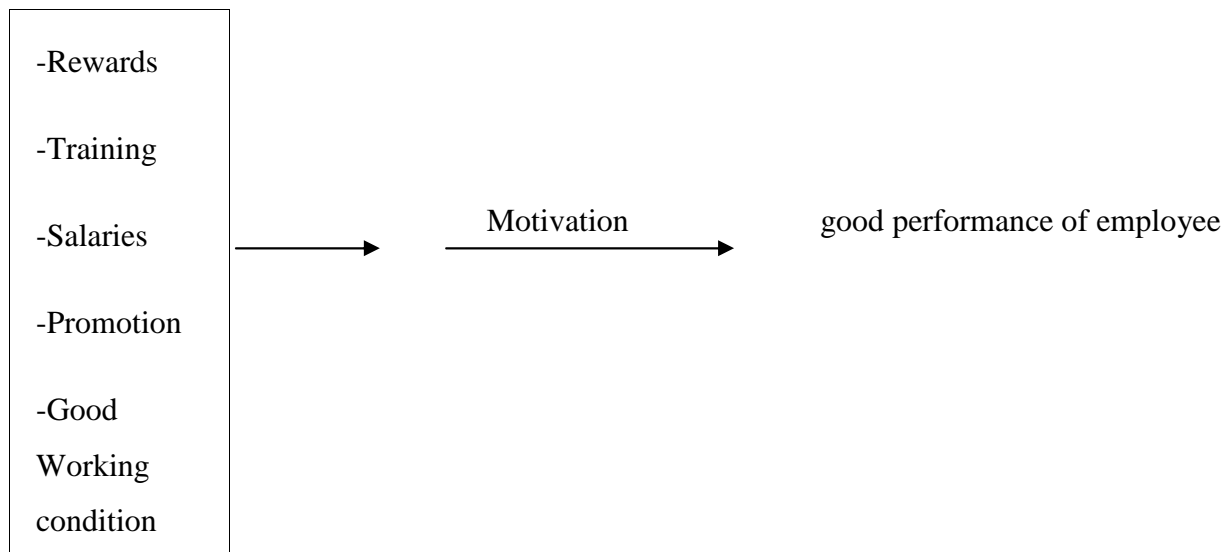 -Rewards
-Training
-Salaries
-Promotion
-Good
Working
condition
Motivation
good performance of employee